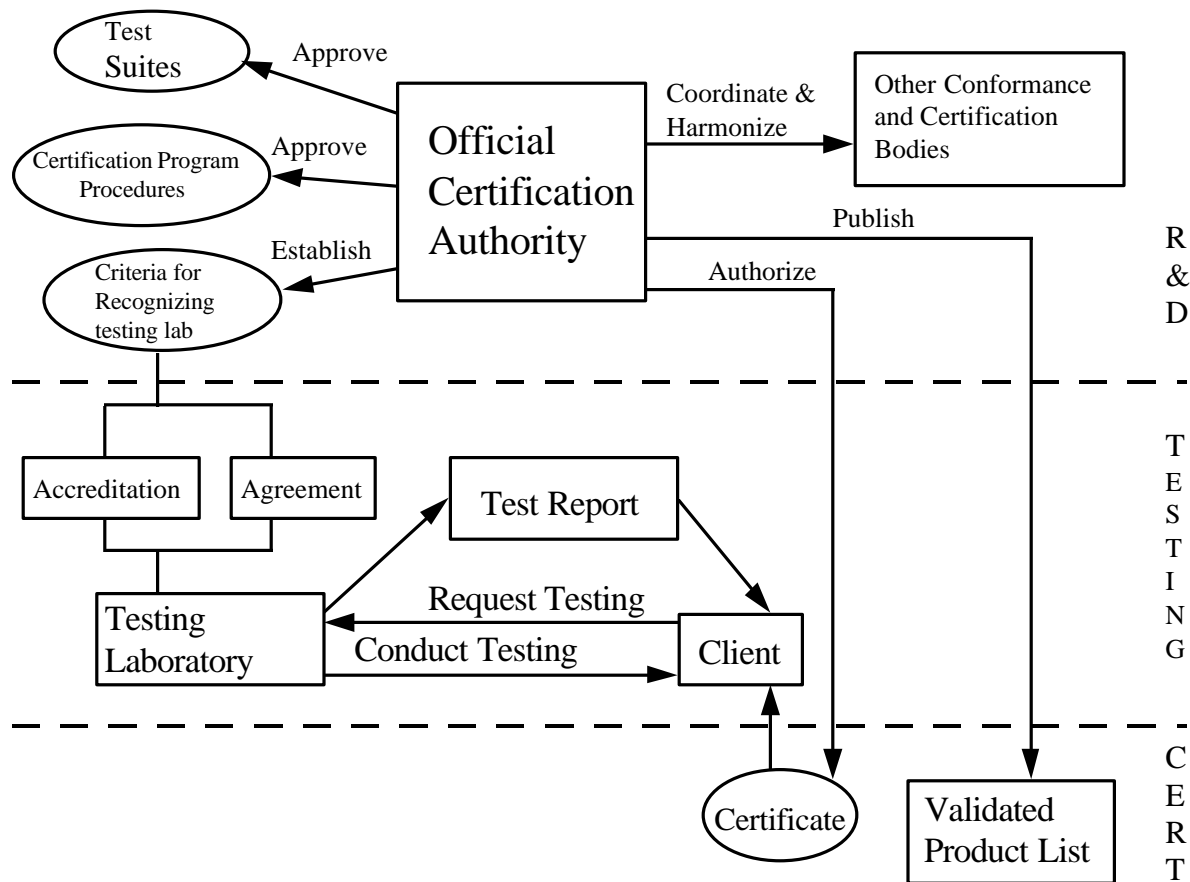 Test
Suites
Approve
Certification Program
Procedures
Approve
Establish
Criteria for
Recognizing
testing lab
Official
Certification
Authority
Coordinate &
Harmonize
Other Conformance
and Certification
Bodies
Publish
Authorize
R
&
D
Accreditation
Agreement
Test Report
Request Testing
Testing
Laboratory
Conduct Testing
Client
T
E
S
T
I
N
G
Certificate
Validated
Product List
C
E
R
T